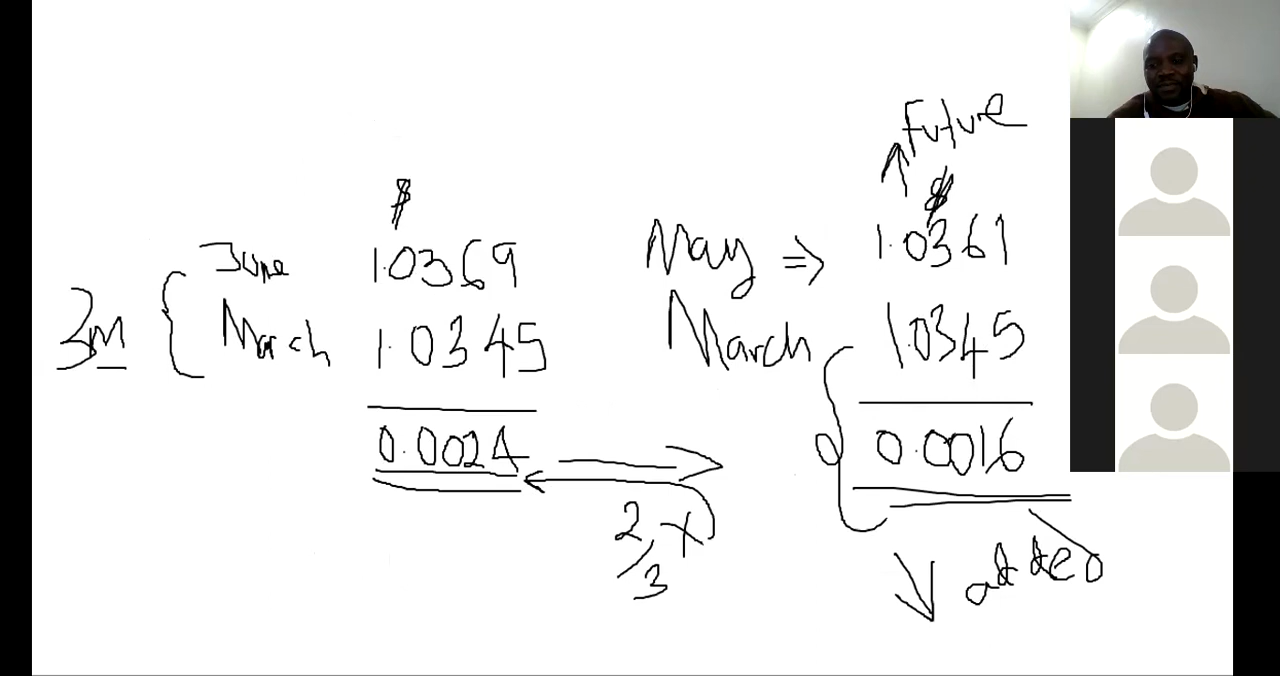 Future
$ $
June 1.0369 May ⇒ 1.0361
3m { March 1.0345 March 1.0345
0.0024 0.0016
2/3 x
added